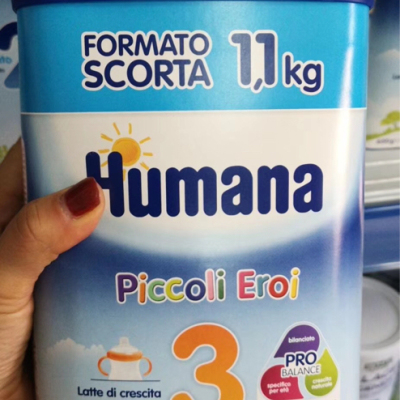 FORMATO
SCORTA
1,1 kg
Humana
Piccoli Eroi
3
Latte di crescita
bilanciato
PRO
BALANCE
specifico
per età